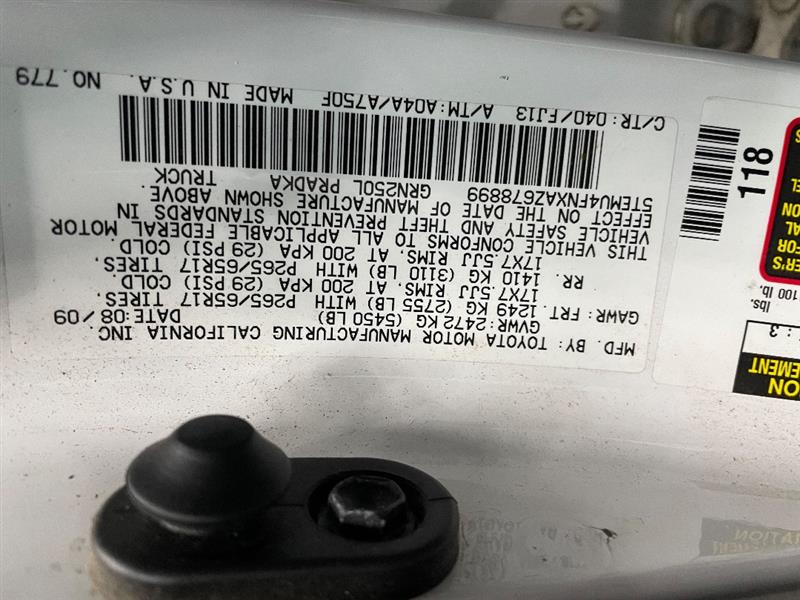 MFD. BY: TOYOTA MOTOR MANUFACTURING CALIFORNIA INC.
GVWR: 2472 KG (5450 LB) DATE: 08/09
GAWR: FRT. 1249 KG (2755 LB) WITH P265/65R17 TIRES
17X7.5JJ RIMS, AT 200 KPA (29 PSI) COLD.
RR. 1410 KG (3110 LB) WITH P265/65R17 TIRES
17X7.5JJ RIMS, AT 200 KPA (29 PSI) COLD.
THIS VEHICLE CONFORMS TO ALL APPLICABLE FEDERAL MOTOR
VEHICLE SAFETY AND THEFT PREVENTION STANDARDS IN
EFFECT ON THE DATE OF MANUFACTURE SHOWN ABOVE.
5TEMU4FNXAZ678899 TRUCK
GRN250L PRADKA
C/TR: 040/FJ13 A/TM: A04A/A750F MADE IN U.S.A. NO. 779
118
lbs.
100 lb.
: 3